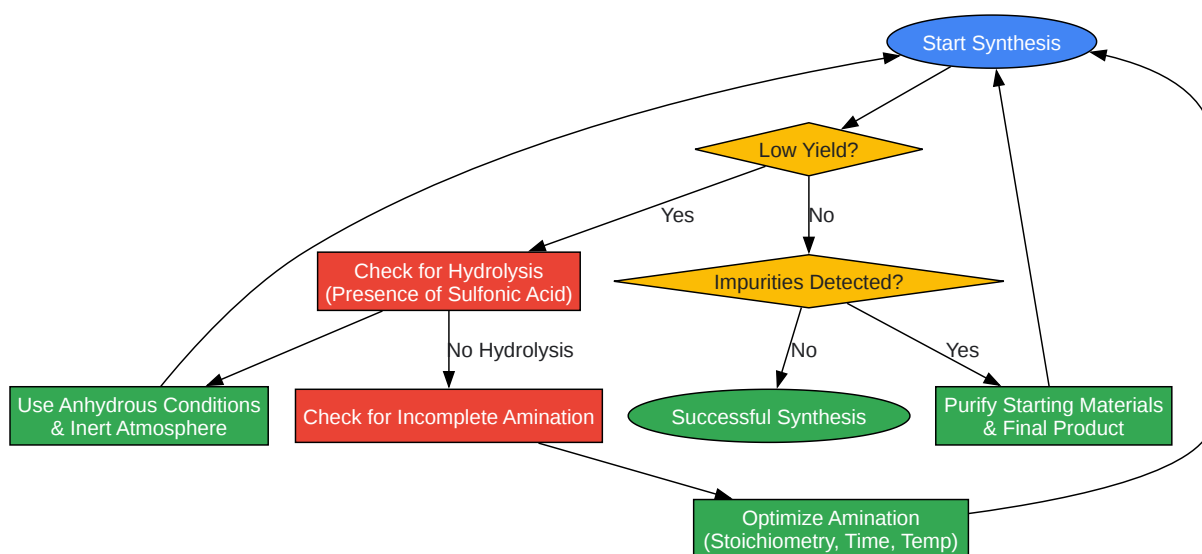 Start Synthesis
Low Yield?
Yes
No
Check for Hydrolysis
(Presence of Sulfonic Acid)
Impurities Detected?
No Hydrolysis
No
Yes
Use Anhydrous Conditions
& Inert Atmosphere
Check for Incomplete Amination
Successful Synthesis
Purify Starting Materials
& Final Product
Optimize Amination
(Stoichiometry, Time, Temp)